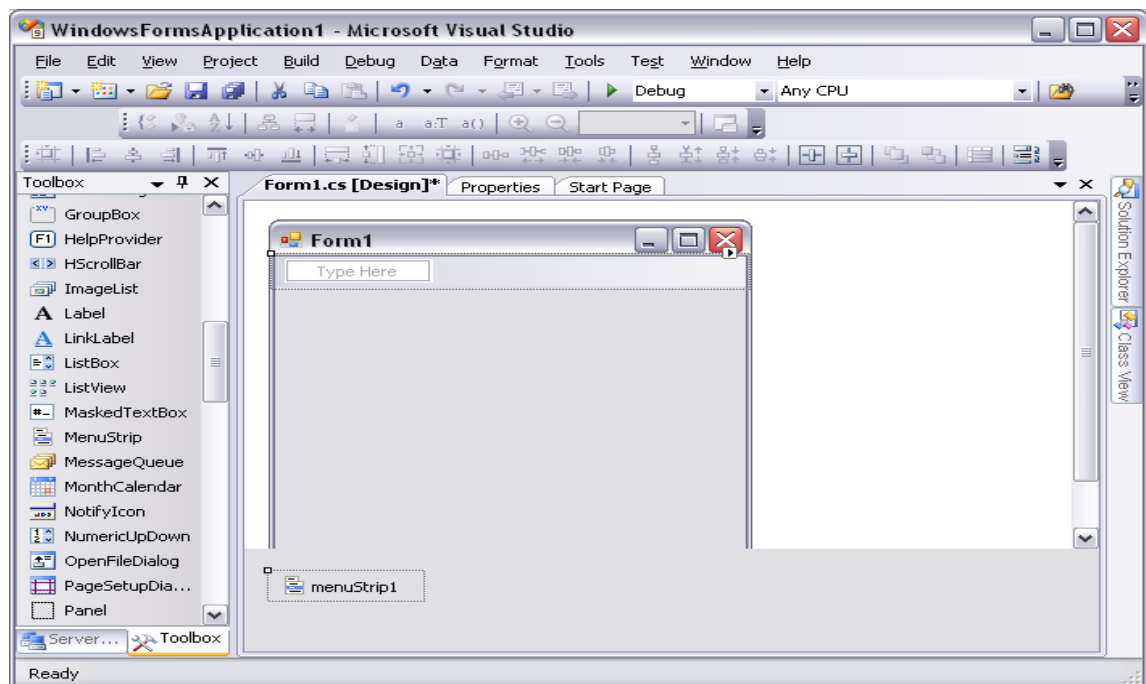 WindowsFormsApplication1 - Microsoft Visual Studio
File Edit View Project Build Debug Data Format Tools Test Window Help
Debug Any CPU
a a:T a()
Toolbox
Form1.cs [Design]* Properties Start Page
GroupBox
HelpProvider
HScrollBar
ImageList
A Label
A LinkLabel
ListBox
ListView
MaskedTextBox
MenuStrip
MessageQueue
MonthCalendar
NotifyIcon
NumericUpDown
OpenFileDialog
PageSetupDia...
Panel
Server... Toolbox
Form1
Type Here
menuStrip1
Solution Explorer
Class View
Ready